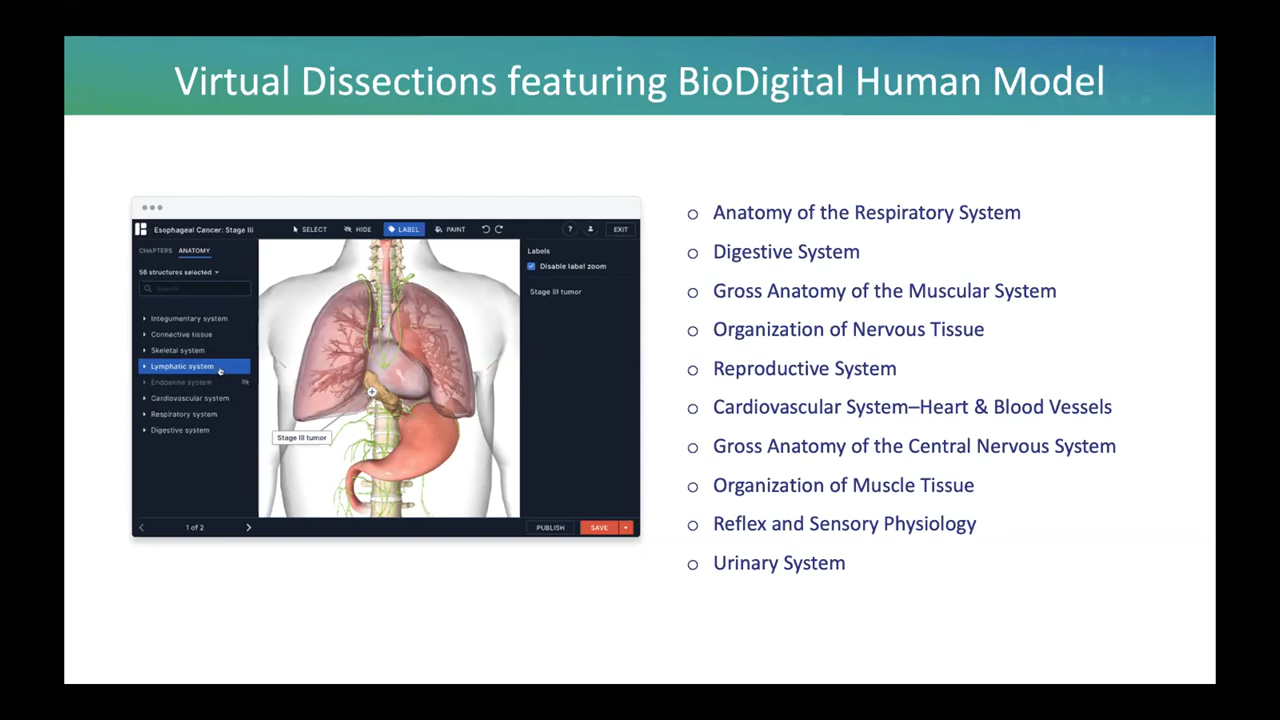 Virtual Dissections featuring BioDigital Human Model
Esophageal Cancer: Stage III
SELECT
HIDE
LABEL
PAINT
?
EXIT
CHAPTERS
ANATOMY
56 structures selected
Search
Integumentary system
Connective tissue
Skeletal system
Lymphatic system
Endocrine system
Cardiovascular system
Respiratory system
Digestive system
1 of 2
Stage III tumor
Labels
Disable label zoom
Stage III tumor
PUBLISH
SAVE
Anatomy of the Respiratory System
Digestive System
Gross Anatomy of the Muscular System
Organization of Nervous Tissue
Reproductive System
Cardiovascular System–Heart & Blood Vessels
Gross Anatomy of the Central Nervous System
Organization of Muscle Tissue
Reflex and Sensory Physiology
Urinary System